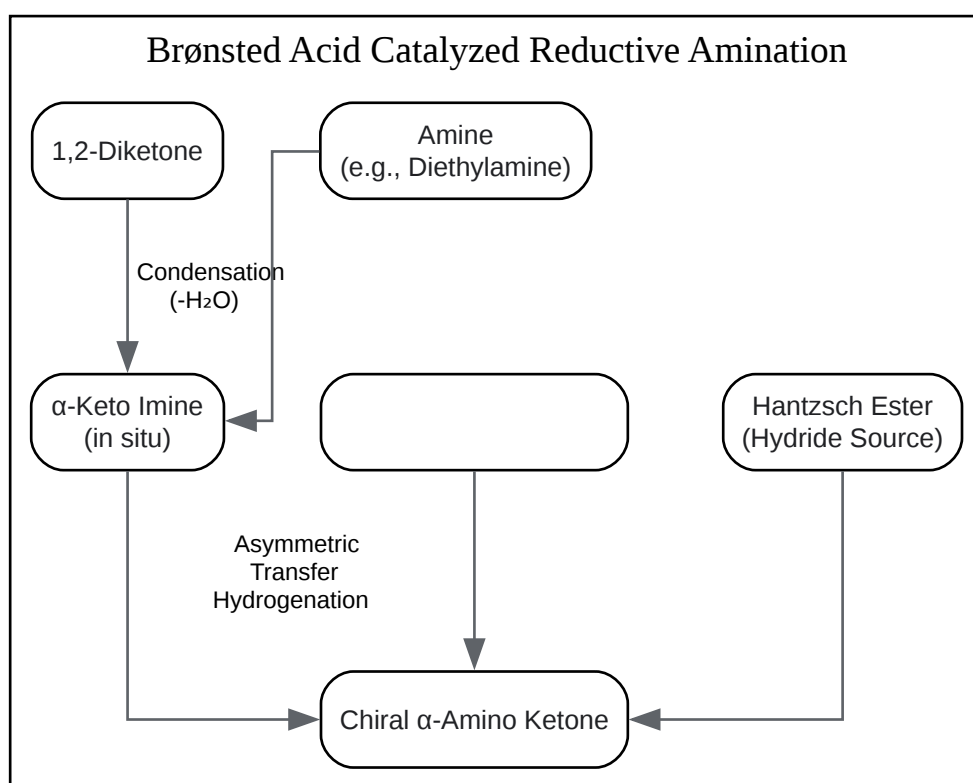 Brønsted Acid Catalyzed Reductive Amination
1,2-Diketone
Amine
(e.g., Diethylamine)
Condensation
(-H₂O)
α-Keto Imine
(in situ)
Hantzsch Ester
(Hydride Source)
Asymmetric
Transfer
Hydrogenation
Chiral α-Amino Ketone